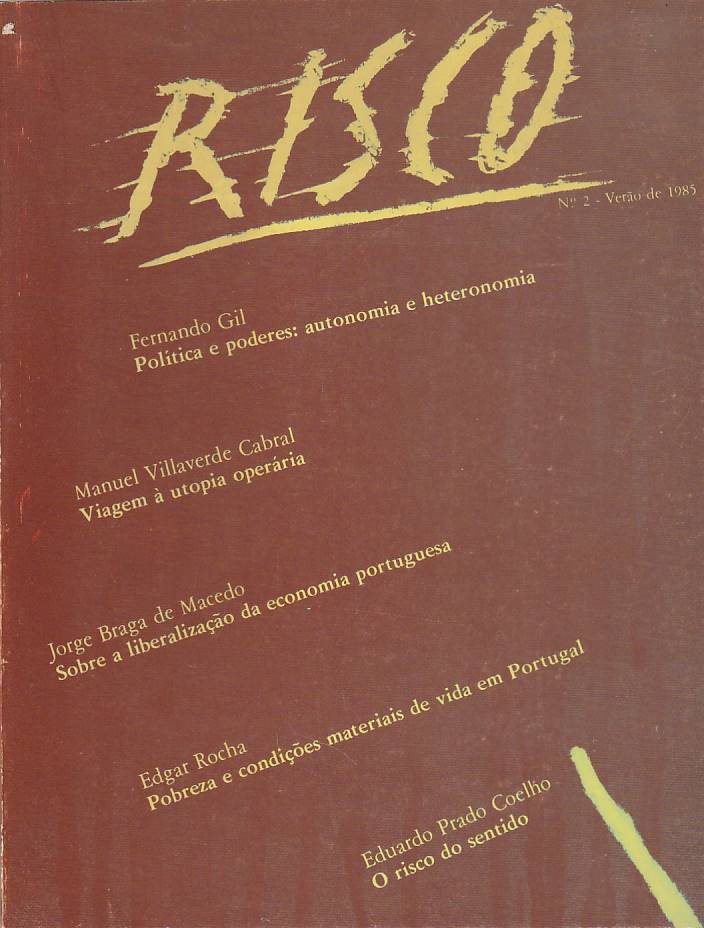 RISCO
Nº 2 - Verão de 1985
Fernando Gil
Política e poderes: autonomia e heteronomia
Manuel Villaverde Cabral
Viagem à utopia operária
Jorge Braga de Macedo
Sobre a liberalização da economia portuguesa
Edgar Rocha
Pobreza e condições materiais de vida em Portugal
Eduardo Prado Coelho
O risco do sentido